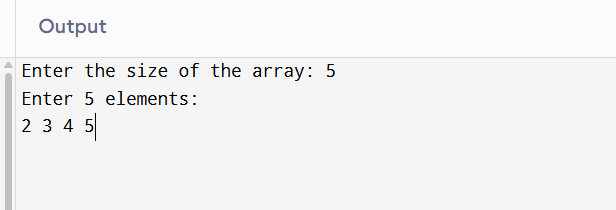 Output
Enter the size of the array: 5
Enter 5 elements:
2 3 4 5